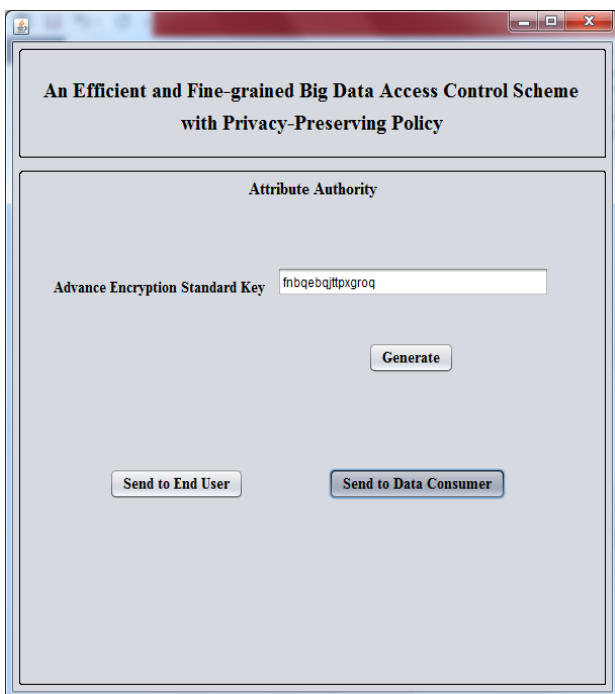 An Efficient and Fine-grained Big Data Access Control Scheme
with Privacy-Preserving Policy
Attribute Authority
Advance Encryption Standard Key fnbqebqjttpxgroq
Generate
Send to End User Send to Data Consumer